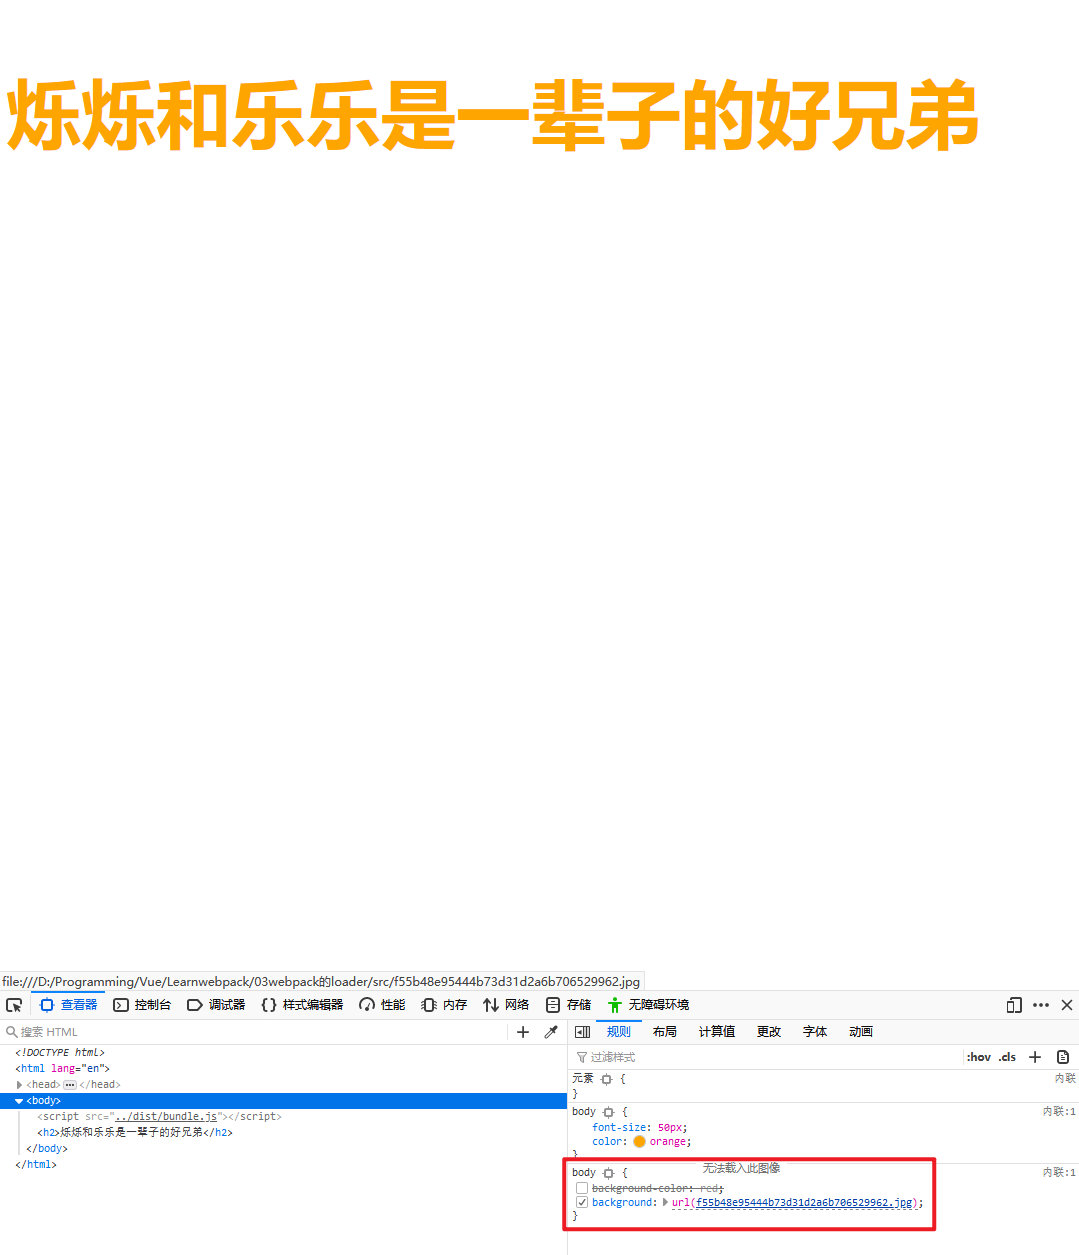 烁烁和乐乐是一辈子的好兄弟
file:///D:/Programming/Vue/Learnwebpack/03webpack的loader/src/f55b48e95444b73d31d2a6b706529962.jpg
查看器 控制台 调试器 {} 样式编辑器 性能 内存 网络 存储 无障碍环境
搜索 HTML
规则 布局 计算值 更改 字体 动画
<!DOCTYPE html>
<html lang="en">
<head> ••• </head>
<body>
<script src="../dist/bundle.js"></script>
<h2>烁烁和乐乐是一辈子的好兄弟</h2>
</body>
</html>
过滤样式 :hov .cls +
元素 { 内联
}
body { 内联:1
font-size: 50px;
color: orange;
}
body { 无法载入此图像 内联:1
background-color: red;
background: url(f55b48e95444b73d31d2a6b706529962.jpg);
}